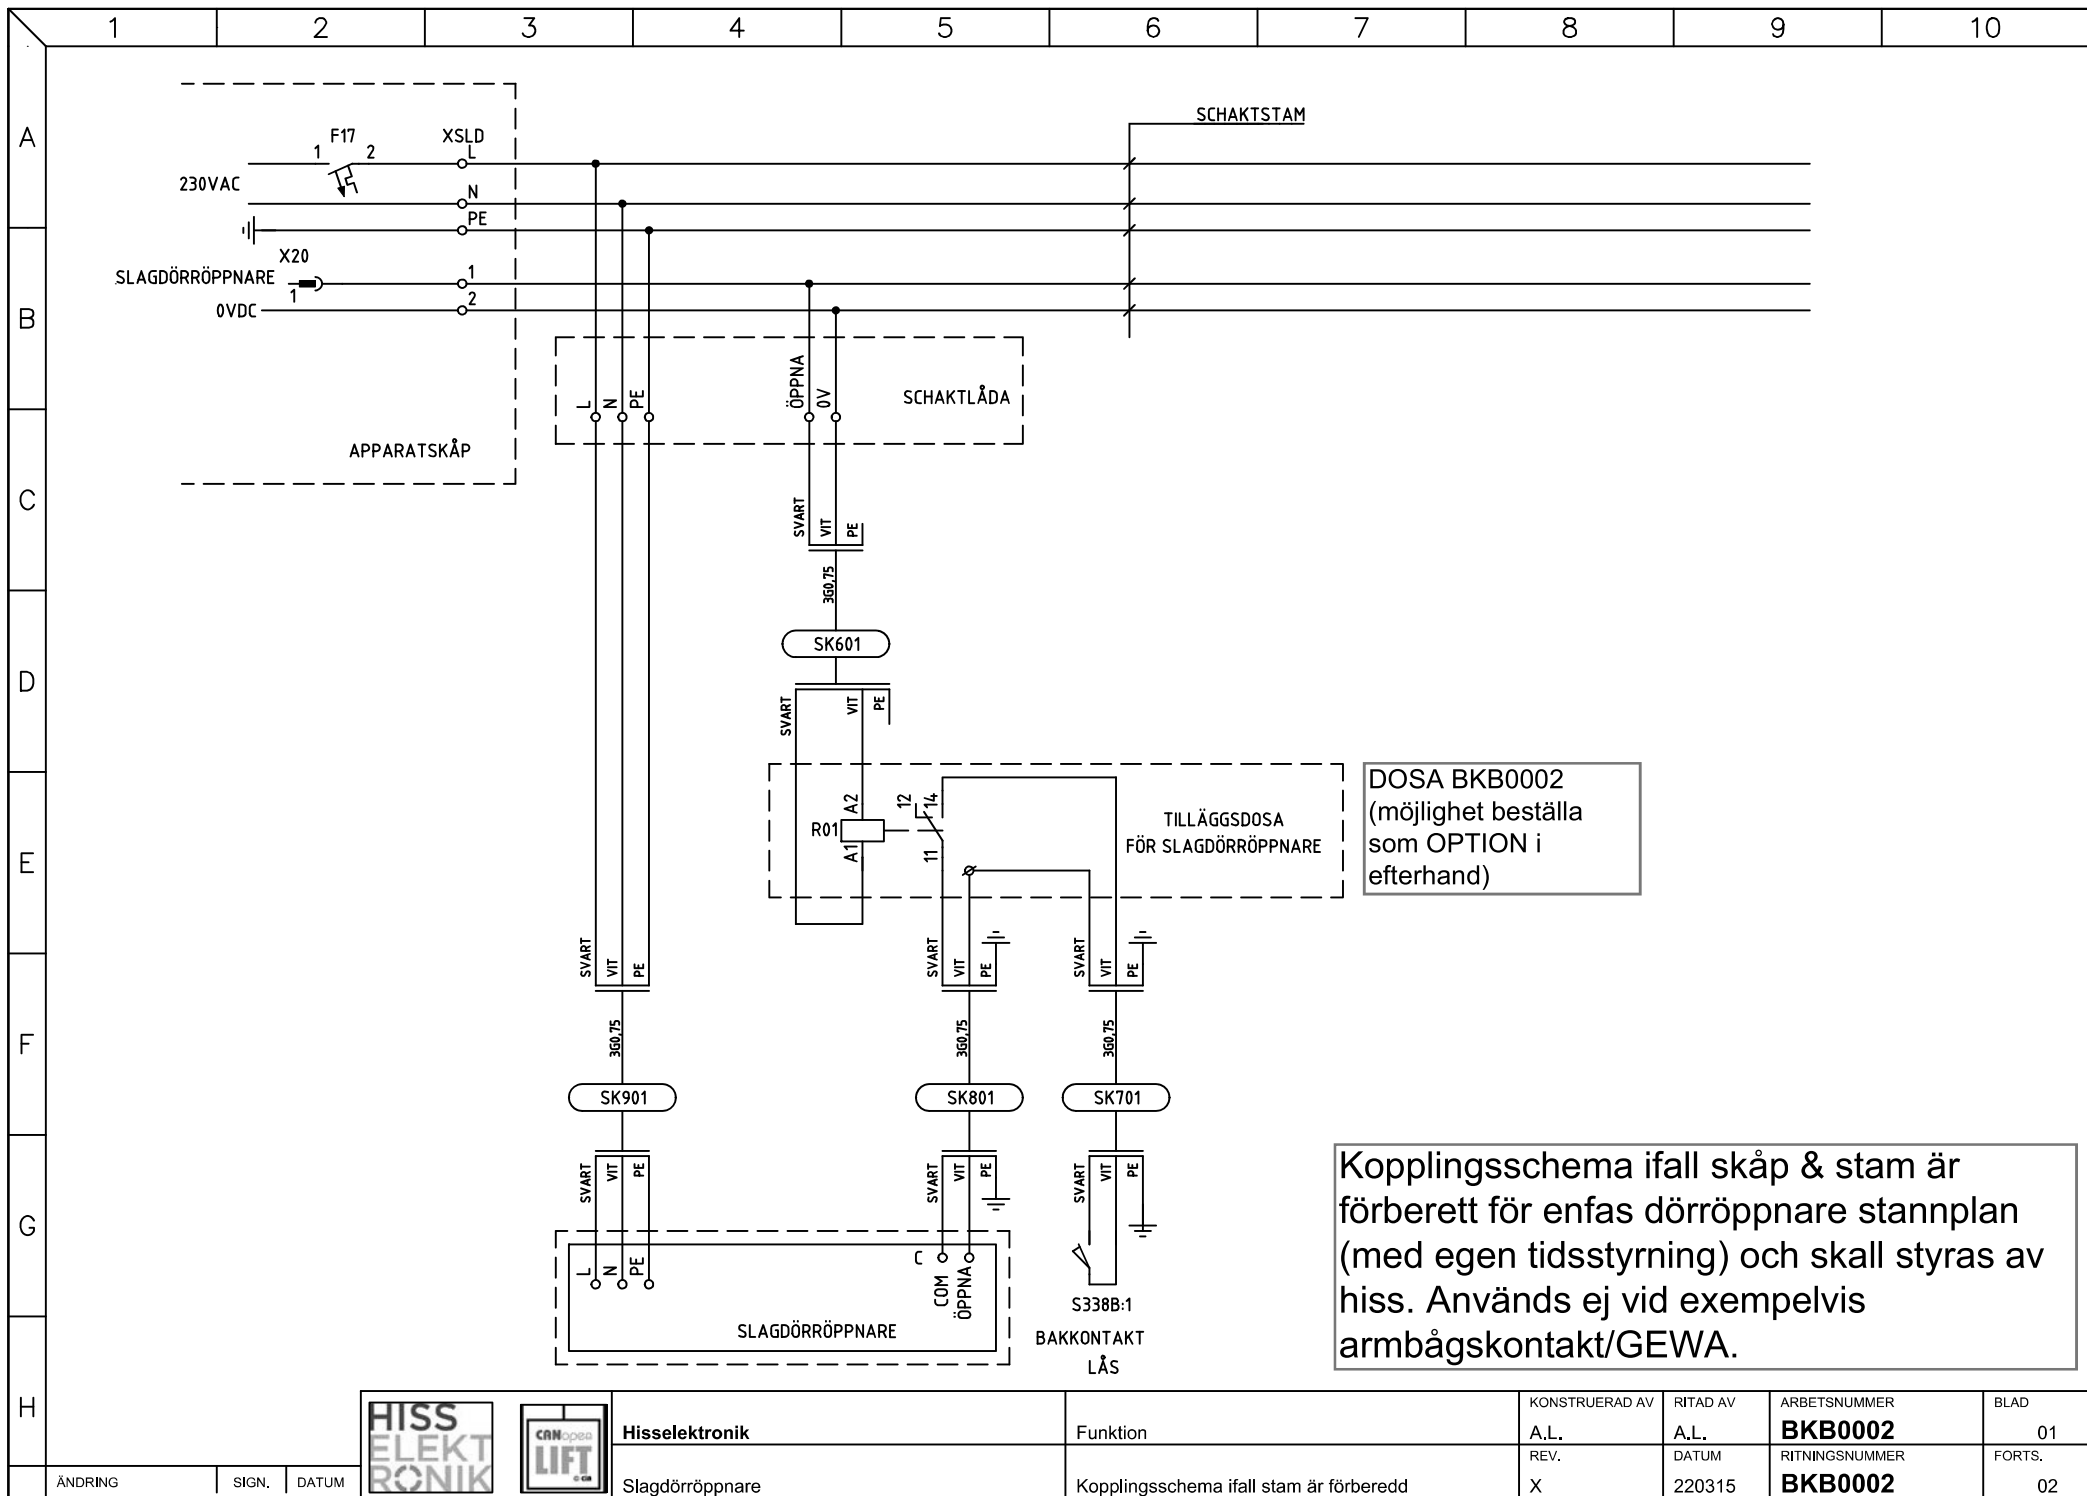 1 2 3 4 5 6 7 8 9 10
A
B
C
D
E
F
G
H
SCHAKTSTAM
F17
1 2
XSLD
L
230VAC
N
PE
X20
SLAGDÖRRÖPPNARE
1
1
0VDC
2
APPARATSKÅP
L N PE
ÖPPNA 0V
SCHAKTLÅDA
SVART VIT PE
3G0,75
SK601
SVART VIT PE
R01
A2
A1
12 14
11
TILLÄGGSDOSA
FÖR SLAGDÖRRÖPPNARE
DOSA BKB0002
(möjlighet beställa
som OPTION i
efterhand)
SVART VIT PE
SVART VIT PE
SVART VIT PE
3G0,75
3G0,75
3G0,75
SK901
SK801
SK701
SVART VIT PE
SVART VIT PE
SVART VIT PE
L N PE
C
COM
ÖPPNA
SLAGDÖRRÖPPNARE
S338B:1
BAKKONTAKT
LÅS
Kopplingsschema ifall skåp & stam är
förberett för enfas dörröppnare stannplan
(med egen tidsstyrning) och skall styras av
hiss. Används ej vid exempelvis
armbågskontakt/GEWA.
ÄNDRING SIGN. DATUM
HISS
ELEKT
RONIK
CANopen
LIFT
© CiA
Hisselektronik
Slagdörröppnare
Funktion
Kopplingsschema ifall stam är förberedd
KONSTRUERAD AV
A.L.
RITAD AV
A.L.
ARBETSNUMMER
BKB0002
BLAD
01
REV.
X
DATUM
220315
RITNINGSNUMMER
BKB0002
FORTS.
02